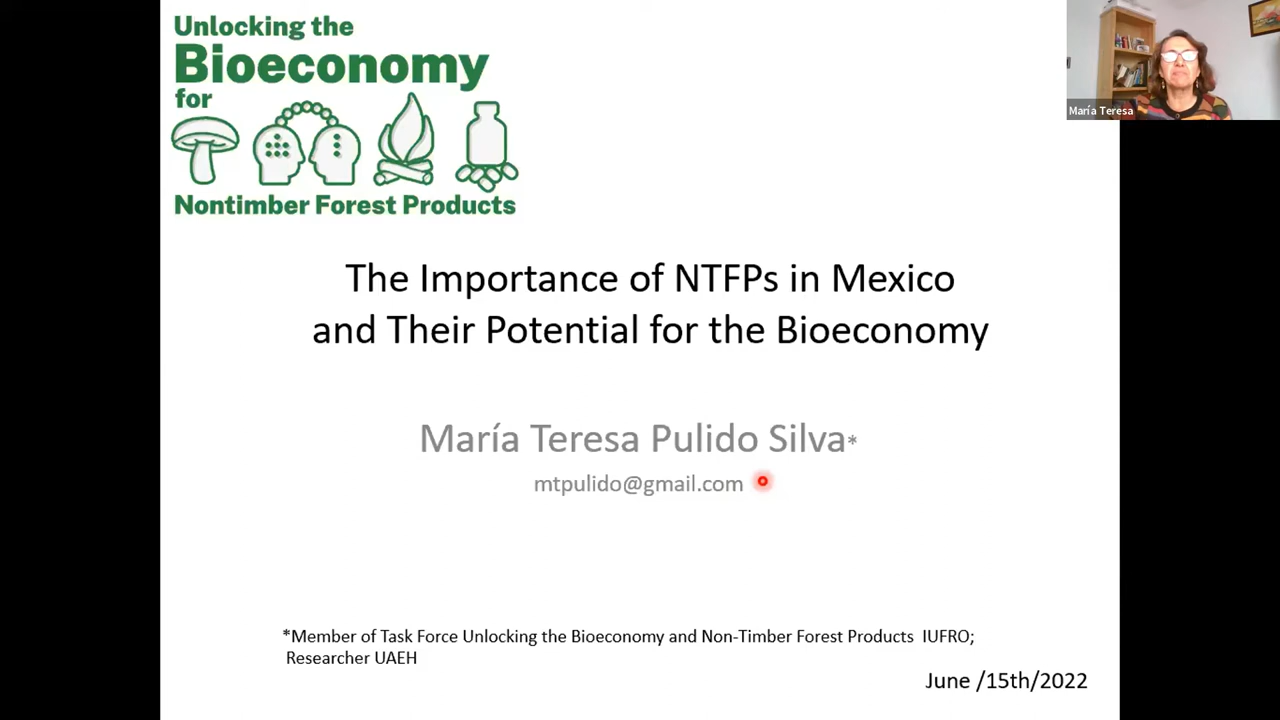 Unlocking the
Bioeconomy
for
Nontimber Forest Products
María Teresa
The Importance of NTFPs in Mexico
and Their Potential for the Bioeconomy
María Teresa Pulido Silva*
mtpulido@gmail.com
*Member of Task Force Unlocking the Bioeconomy and Non-Timber Forest Products IUFRO;
Researcher UAEH
June /15th/2022